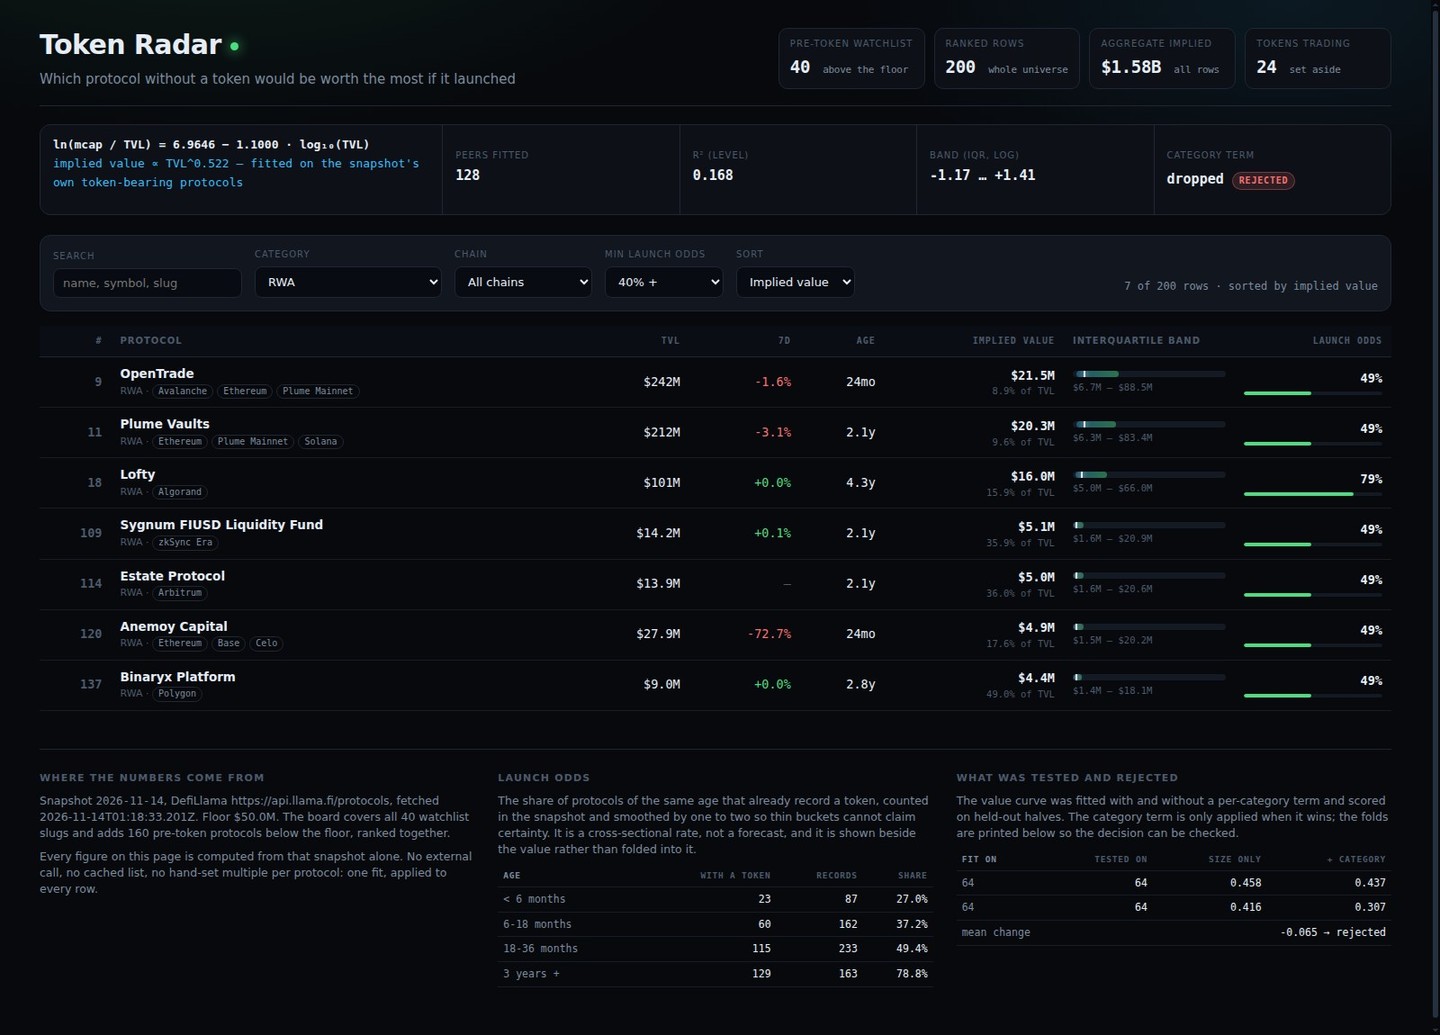 Token Radar
Which protocol without a token would be worth the most if it launched
PRE-TOKEN WATCHLIST
40 above the floor
RANKED ROWS
200 whole universe
AGGREGATE IMPLIED
$1.58B all rows
TOKENS TRADING
24 set aside
ln(mcap / TVL) = 6.9646 − 1.1000 · log₁₀(TVL)
implied value ∝ TVL^0.522 — fitted on the snapshot's
own token-bearing protocols
PEERS FITTED
128
R² (LEVEL)
0.168
BAND (IQR, LOG)
-1.17 … +1.41
CATEGORY TERM
dropped REJECTED
SEARCH
name, symbol, slug
CATEGORY
RWA
CHAIN
All chains
MIN LAUNCH ODDS
40% +
SORT
Implied value
7 of 200 rows · sorted by implied value
# PROTOCOL TVL 7D AGE IMPLIED VALUE INTERQUARTILE BAND LAUNCH ODDS
9 OpenTrade $242M -1.6% 24mo $21.5M 49%
RWA · Avalanche Ethereum Plume Mainnet 8.9% of TVL $6.7M — $88.5M
11 Plume Vaults $212M -3.1% 2.1y $20.3M 49%
RWA · Ethereum Plume Mainnet Solana 9.6% of TVL $6.3M — $83.4M
18 Lofty $101M +0.0% 4.3y $16.0M 79%
RWA · Algorand 15.9% of TVL $5.0M — $66.0M
109 Sygnum FIUSD Liquidity Fund $14.2M +0.1% 2.1y $5.1M 49%
RWA · zkSync Era 35.9% of TVL $1.6M — $20.9M
114 Estate Protocol $13.9M — 2.1y $5.0M 49%
RWA · Arbitrum 36.0% of TVL $1.6M — $20.6M
120 Anemoy Capital $27.9M -72.7% 24mo $4.9M 49%
RWA · Ethereum Base Celo 17.6% of TVL $1.5M — $20.2M
137 Binaryx Platform $9.0M +0.0% 2.8y $4.4M 49%
RWA · Polygon 49.0% of TVL $1.4M — $18.1M
WHERE THE NUMBERS COME FROM
Snapshot 2026-11-14, DefiLlama https://api.llama.fi/protocols, fetched
2026-11-14T01:18:33.201Z. Floor $50.0M. The board covers all 40 watchlist
slugs and adds 160 pre-token protocols below the floor, ranked together.
Every figure on this page is computed from that snapshot alone. No external
call, no cached list, no hand-set multiple per protocol: one fit, applied to
every row.
LAUNCH ODDS
The share of protocols of the same age that already record a token, counted
in the snapshot and smoothed by one to two so thin buckets cannot claim
certainty. It is a cross-sectional rate, not a forecast, and it is shown beside
the value rather than folded into it.
AGE WITH A TOKEN RECORDS SHARE
< 6 months 23 87 27.0%
6-18 months 60 162 37.2%
18-36 months 115 233 49.4%
3 years + 129 163 78.8%
WHAT WAS TESTED AND REJECTED
The value curve was fitted with and without a per-category term and scored
on held-out halves. The category term is only applied when it wins; the folds
are printed below so the decision can be checked.
FIT ON TESTED ON SIZE ONLY + CATEGORY
64 64 0.458 0.437
64 64 0.416 0.307
mean change -0.065 → rejected